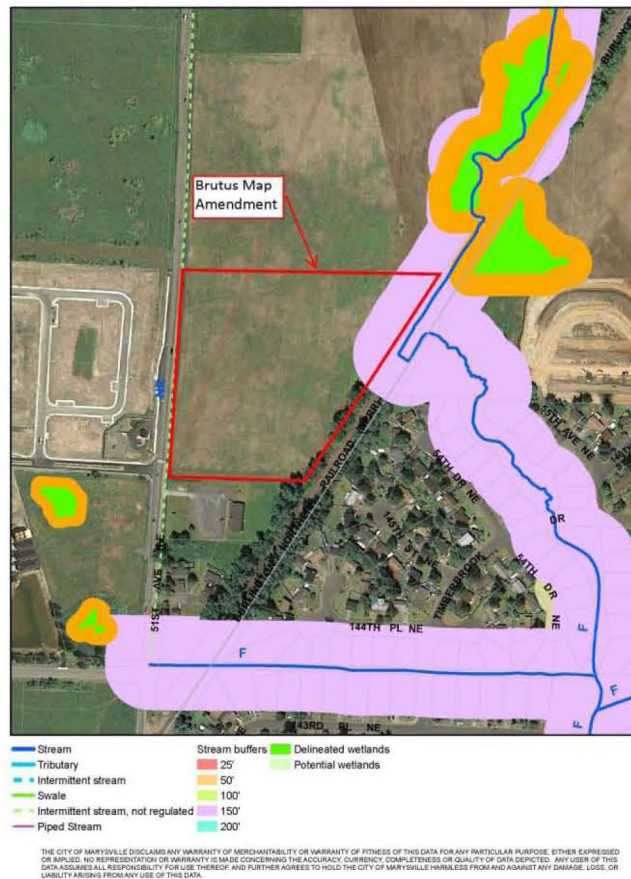 Brutus Map
Amendment
51ST AVE NE
RAILROAD
54TH DR NE
55TH AVE NE
TIMBERBROOK
DR
54TH DR NE
144TH PL NE
143RD PL NE
F
F
F
F
Stream
Tributary
Intermittent stream
Swale
Intermittent stream, not regulated
Piped Stream
Stream buffers
25'
50'
100'
150'
200'
Delineated wetlands
Potential wetlands
THE CITY OF MARYSVILLE DISCLAIMS ANY WARRANTY OF MERCHANTABILITY OR WARRANTY OF FITNESS OF THIS DATA FOR ANY PARTICULAR PURPOSE, EITHER EXPRESSED
OR IMPLIED. NO REPRESENTATION OR WARRANTY IS MADE CONCERNING THE ACCURACY, CURRENCY, COMPLETENESS OR QUALITY OF DATA DEPICTED. ANY USER OF THIS
DATA ASSUMES ALL RESPONSIBILITY FOR USE THEREOF, AND FURTHER AGREES TO HOLD THE CITY OF MARYSVILLE HARMLESS FROM AND AGAINST ANY DAMAGE, LOSS, OR
LIABILITY ARISING FROM ANY USE OF THIS DATA.